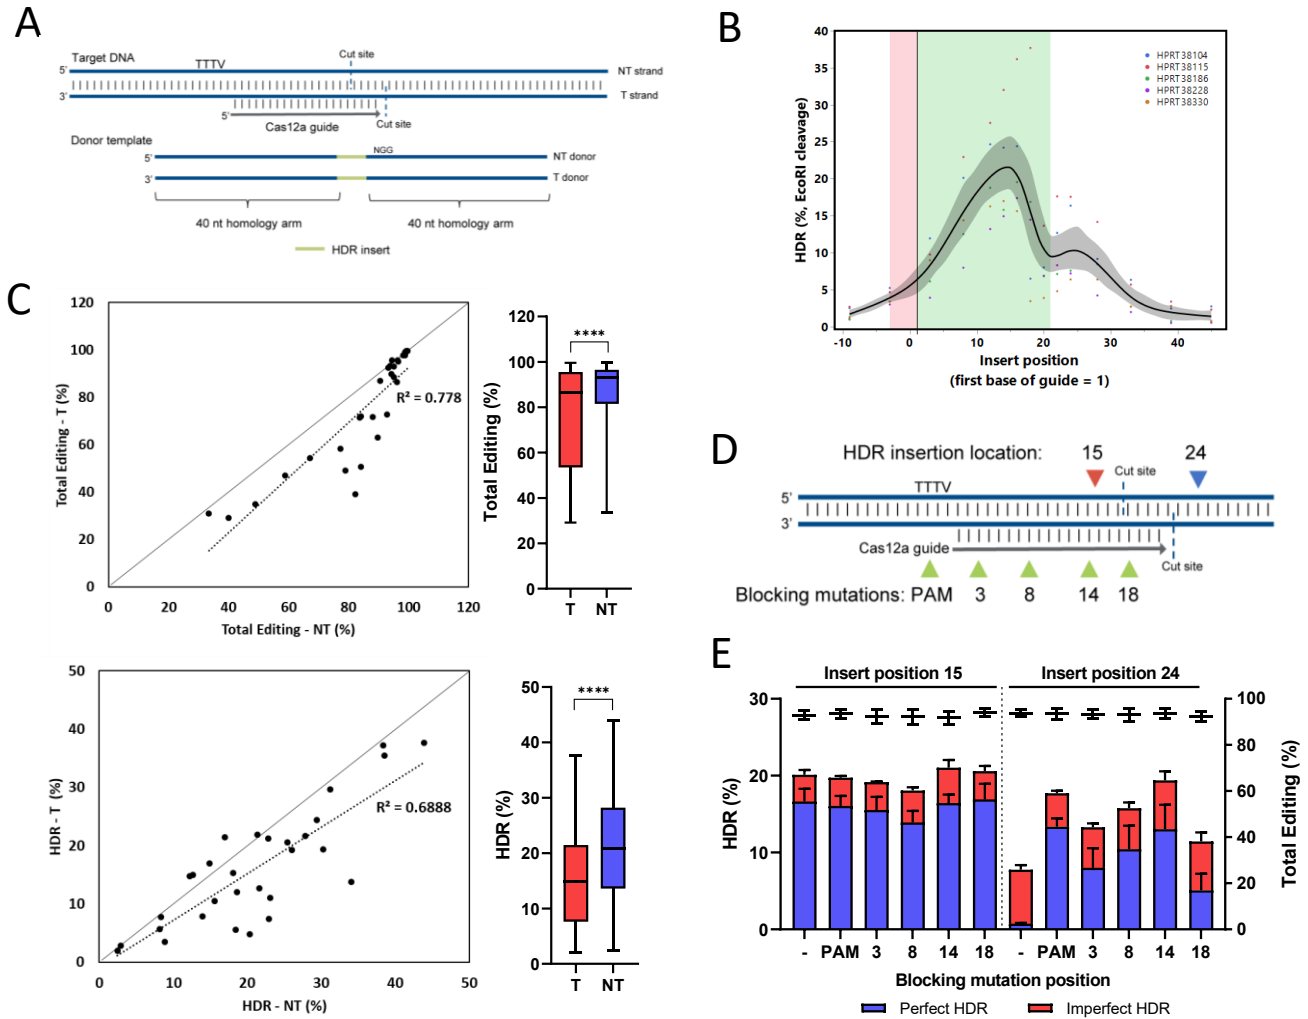 A
Target DNA
TTTV
Cut site
5'
NT strand
3'
T strand
5'
Cas12a guide
Cut site
Donor template
NGG
5'
NT donor
3'
T donor
40 nt homology arm
40 nt homology arm
HDR insert
B
HDR (%, EcoRI cleavage)
40
35
30
25
20
15
10
5
0
-10
0
10
20
30
40
Insert position
(first base of guide = 1)
HPRT38104
HPRT38115
HPRT38186
HPRT38228
HPRT38330
C
Total Editing - T (%)
120
100
80
60
40
20
0
R² = 0.778
0
20
40
60
80
100
120
Total Editing - NT (%)
Total Editing (%)
120
100
80
60
40
20
0
****
T
NT
HDR - T (%)
50
40
30
20
10
0
R² = 0.6888
0
10
20
30
40
50
HDR - NT (%)
HDR (%)
50
40
30
20
10
0
****
T
NT
D
HDR insertion location:
15
24
Cut site
TTTV
5'
3'
Cas12a guide
Cut site
Blocking mutations: PAM 3 8 14 18
E
Insert position 15
Insert position 24
HDR (%)
30
20
10
0
100
80
60
40
20
0
Total Editing (%)
- PAM 3 8 14 18 - PAM 3 8 14 18
Blocking mutation position
Perfect HDR
Imperfect HDR